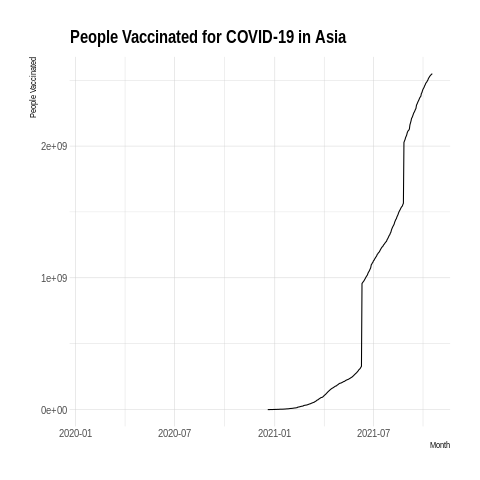 People Vaccinated for COVID-19 in Asia
People Vaccinated
2e+09
1e+09
0e+00
2020-01 2020-07 2021-01 2021-07
Month